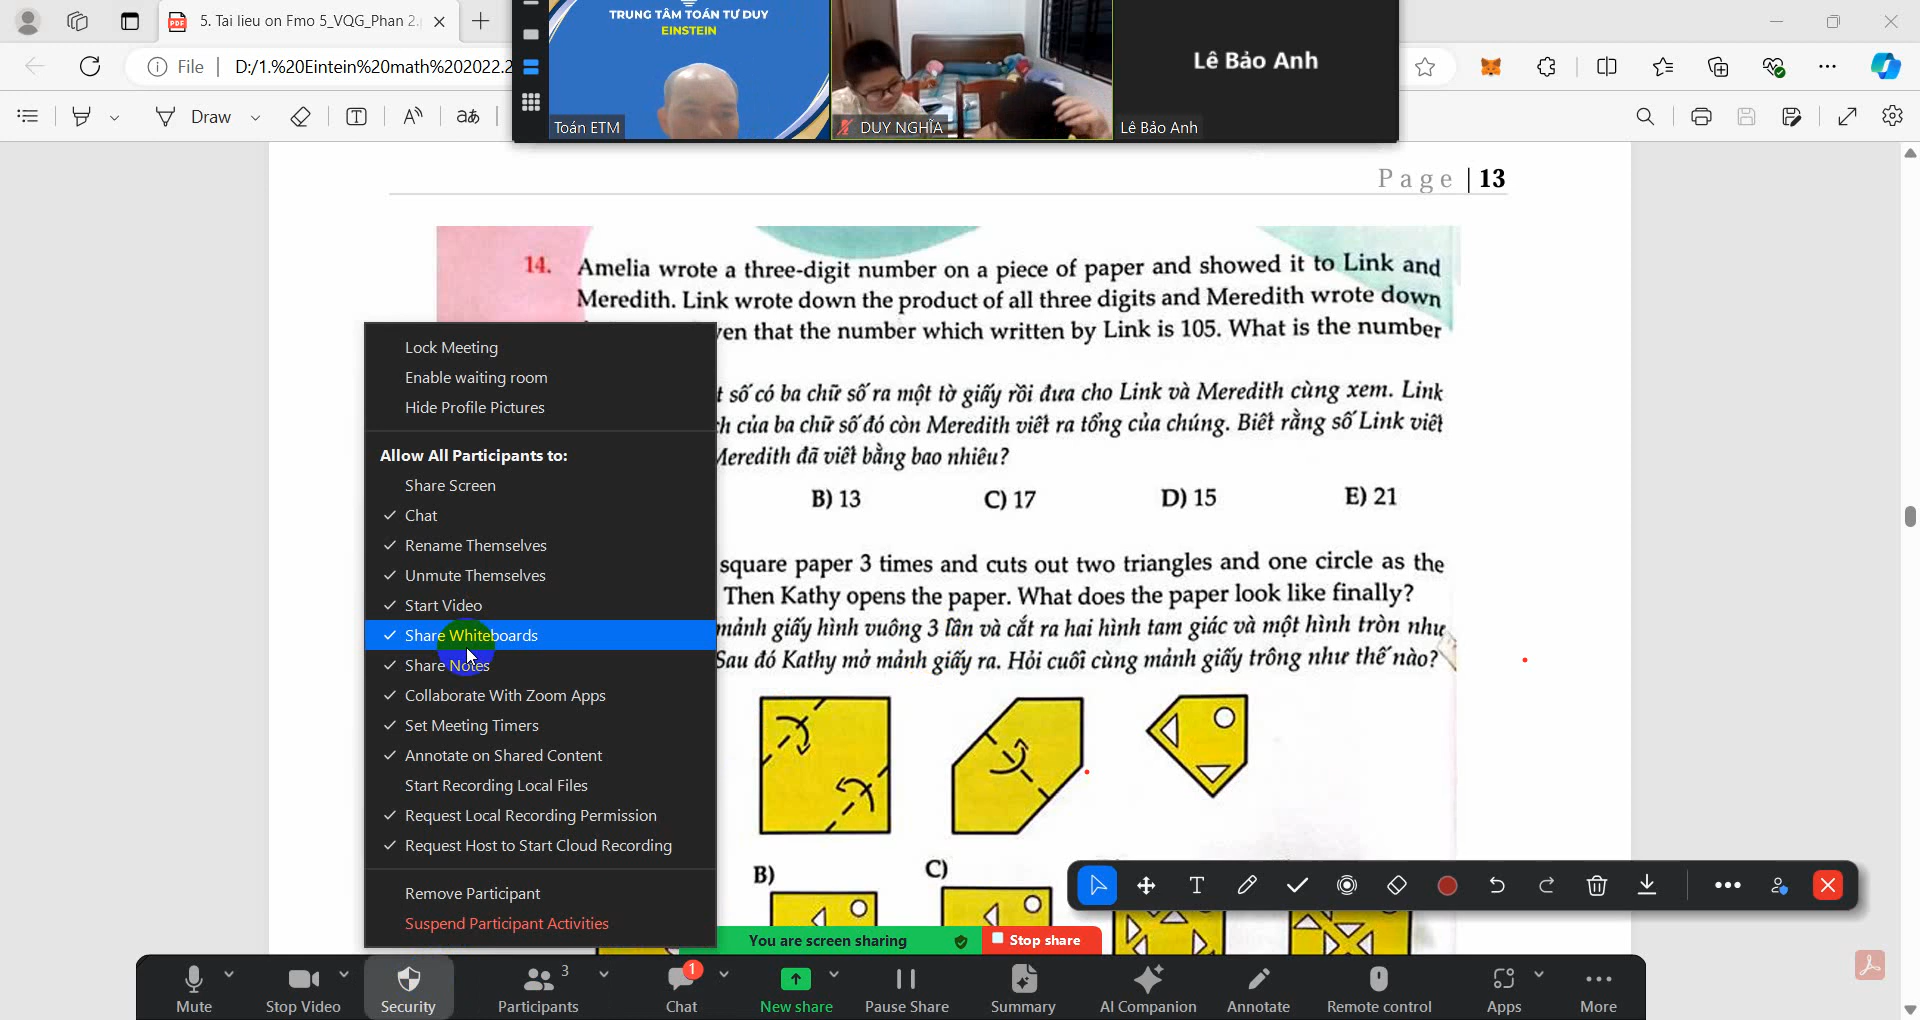 5. Tai lieu on Fmo 5_VQG_Phan 2.
File
D:/1.%20Eintein%20math%202022.2
Draw
TRUNG TÂM TOÁN TƯ DUY
EINSTEIN
Toán ETM
DUY NGHĨA
Lê Bảo Anh
Lê Bảo Anh
Page | 13
14. Amelia wrote a three-digit number on a piece of paper and showed it to Link and
Meredith. Link wrote down the product of all three digits and Meredith wrote down
that the number which written by Link is 105. What is the number
số có ba chữ số ra một tờ giấy rồi đưa cho Link và Meredith cùng xem. Link
của ba chữ số đó còn Meredith viết ra tổng của chúng. Biết rằng số Link viết
Meredith đã viết bằng bao nhiêu?
B) 13
C) 17
D) 15
E) 21
square paper 3 times and cuts out two triangles and one circle as the
Then Kathy opens the paper. What does the paper look like finally?
mảnh giấy hình vuông 3 lần và cắt ra hai hình tam giác và một hình tròn như
Sau đó Kathy mở mảnh giấy ra. Hỏi cuối cùng mảnh giấy trông như thế nào?
B)
C)
Lock Meeting
Enable waiting room
Hide Profile Pictures
Allow All Participants to:
Share Screen
Chat
Rename Themselves
Unmute Themselves
Start Video
Share Whiteboards
Share Notes
Collaborate With Zoom Apps
Set Meeting Timers
Annotate on Shared Content
Start Recording Local Files
Request Local Recording Permission
Request Host to Start Cloud Recording
Remove Participant
Suspend Participant Activities
You are screen sharing
Stop share
Mute
Stop Video
Security
Participants
3
Chat
1
New share
Pause Share
Summary
AI Companion
Annotate
Remote control
Apps
More